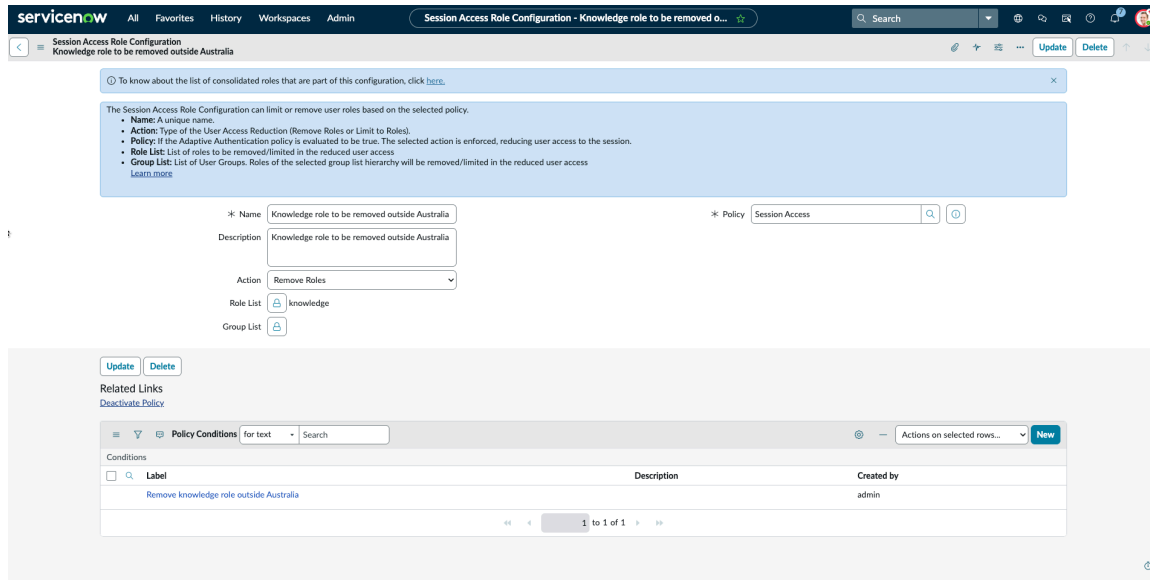 servicenow All Favorites History Workspaces Admin Session Access Role Configuration - Knowledge role to be removed o... Search 2
Session Access Role Configuration
Knowledge role to be removed outside Australia
Update Delete
To know about the list of consolidated roles that are part of this configuration, click here.
The Session Access Role Configuration can limit or remove user roles based on the selected policy.
• Name: A unique name.
• Action: Type of the User Access Reduction (Remove Roles or Limit to Roles).
• Policy: If the Adaptive Authentication policy is evaluated to be true. The selected action is enforced, reducing user access to the session.
• Role List: List of roles to be removed/limited in the reduced user access
• Group List: List of User Groups. Roles of the selected group list hierarchy will be removed/limited in the reduced user access
Learn more
Name Knowledge role to be removed outside Australia Policy Session Access
Description Knowledge role to be removed outside Australia
Action Remove Roles
Role List knowledge
Group List
Update Delete
Related Links
Deactivate Policy
Policy Conditions for text Search Actions on selected rows... New
Conditions
Label Description Created by
Remove knowledge role outside Australia admin
1 to 1 of 1